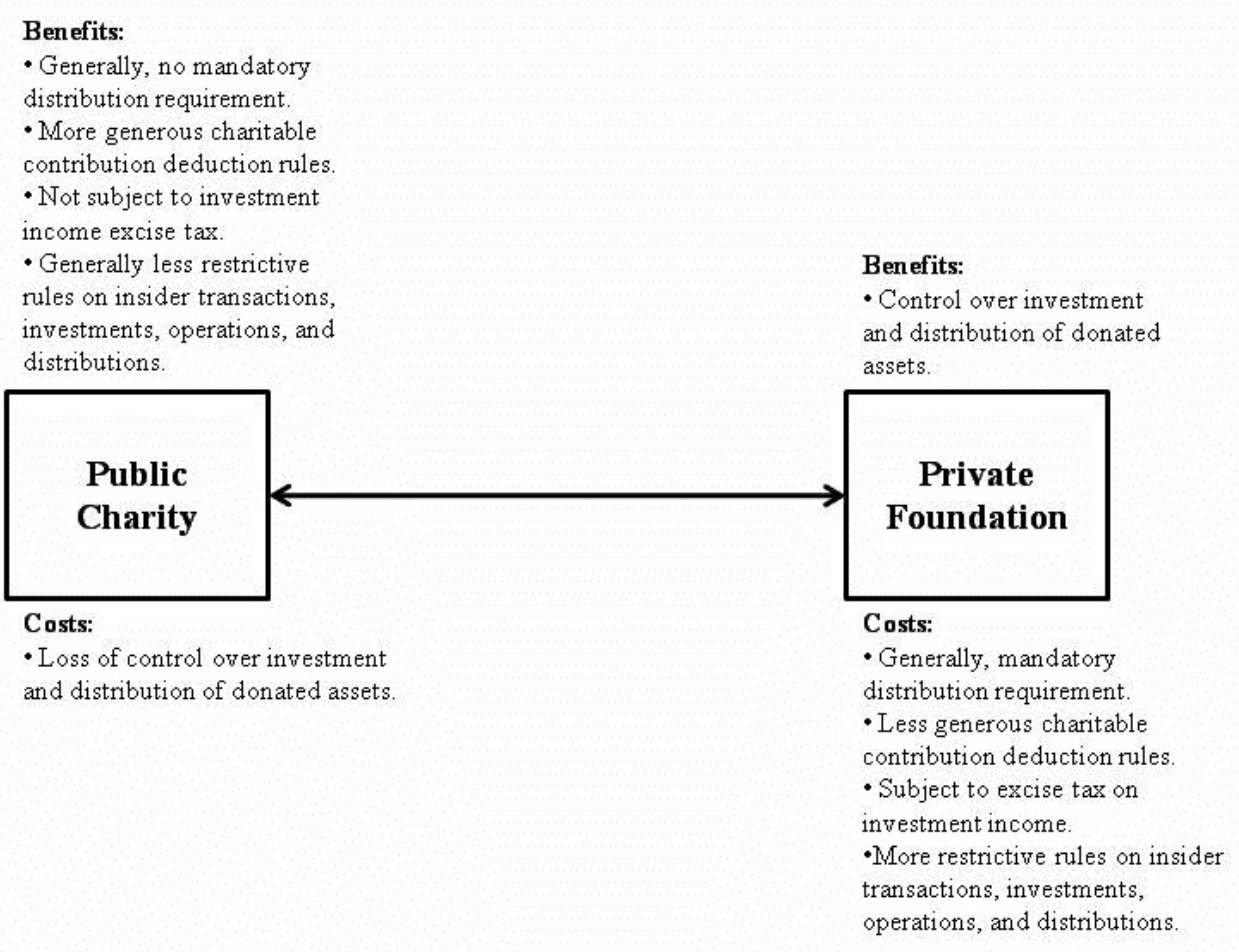 Benefits:
• Generally, no mandatory
distribution requirement.
• More generous charitable
contribution deduction rules.
• Not subject to investment
income excise tax.
• Generally less restrictive
rules on insider transactions,
investments, operations, and
distributions.
Public
Charity
Costs:
• Loss of control over investment
and distribution of donated assets.
Benefits:
• Control over investment
and distribution of donated
assets.
Private
Foundation
Costs:
• Generally, mandatory
distribution requirement.
• Less generous charitable
contribution deduction rules.
• Subject to excise tax on
investment income.
•More restrictive rules on insider
transactions, investments,
operations, and distributions.